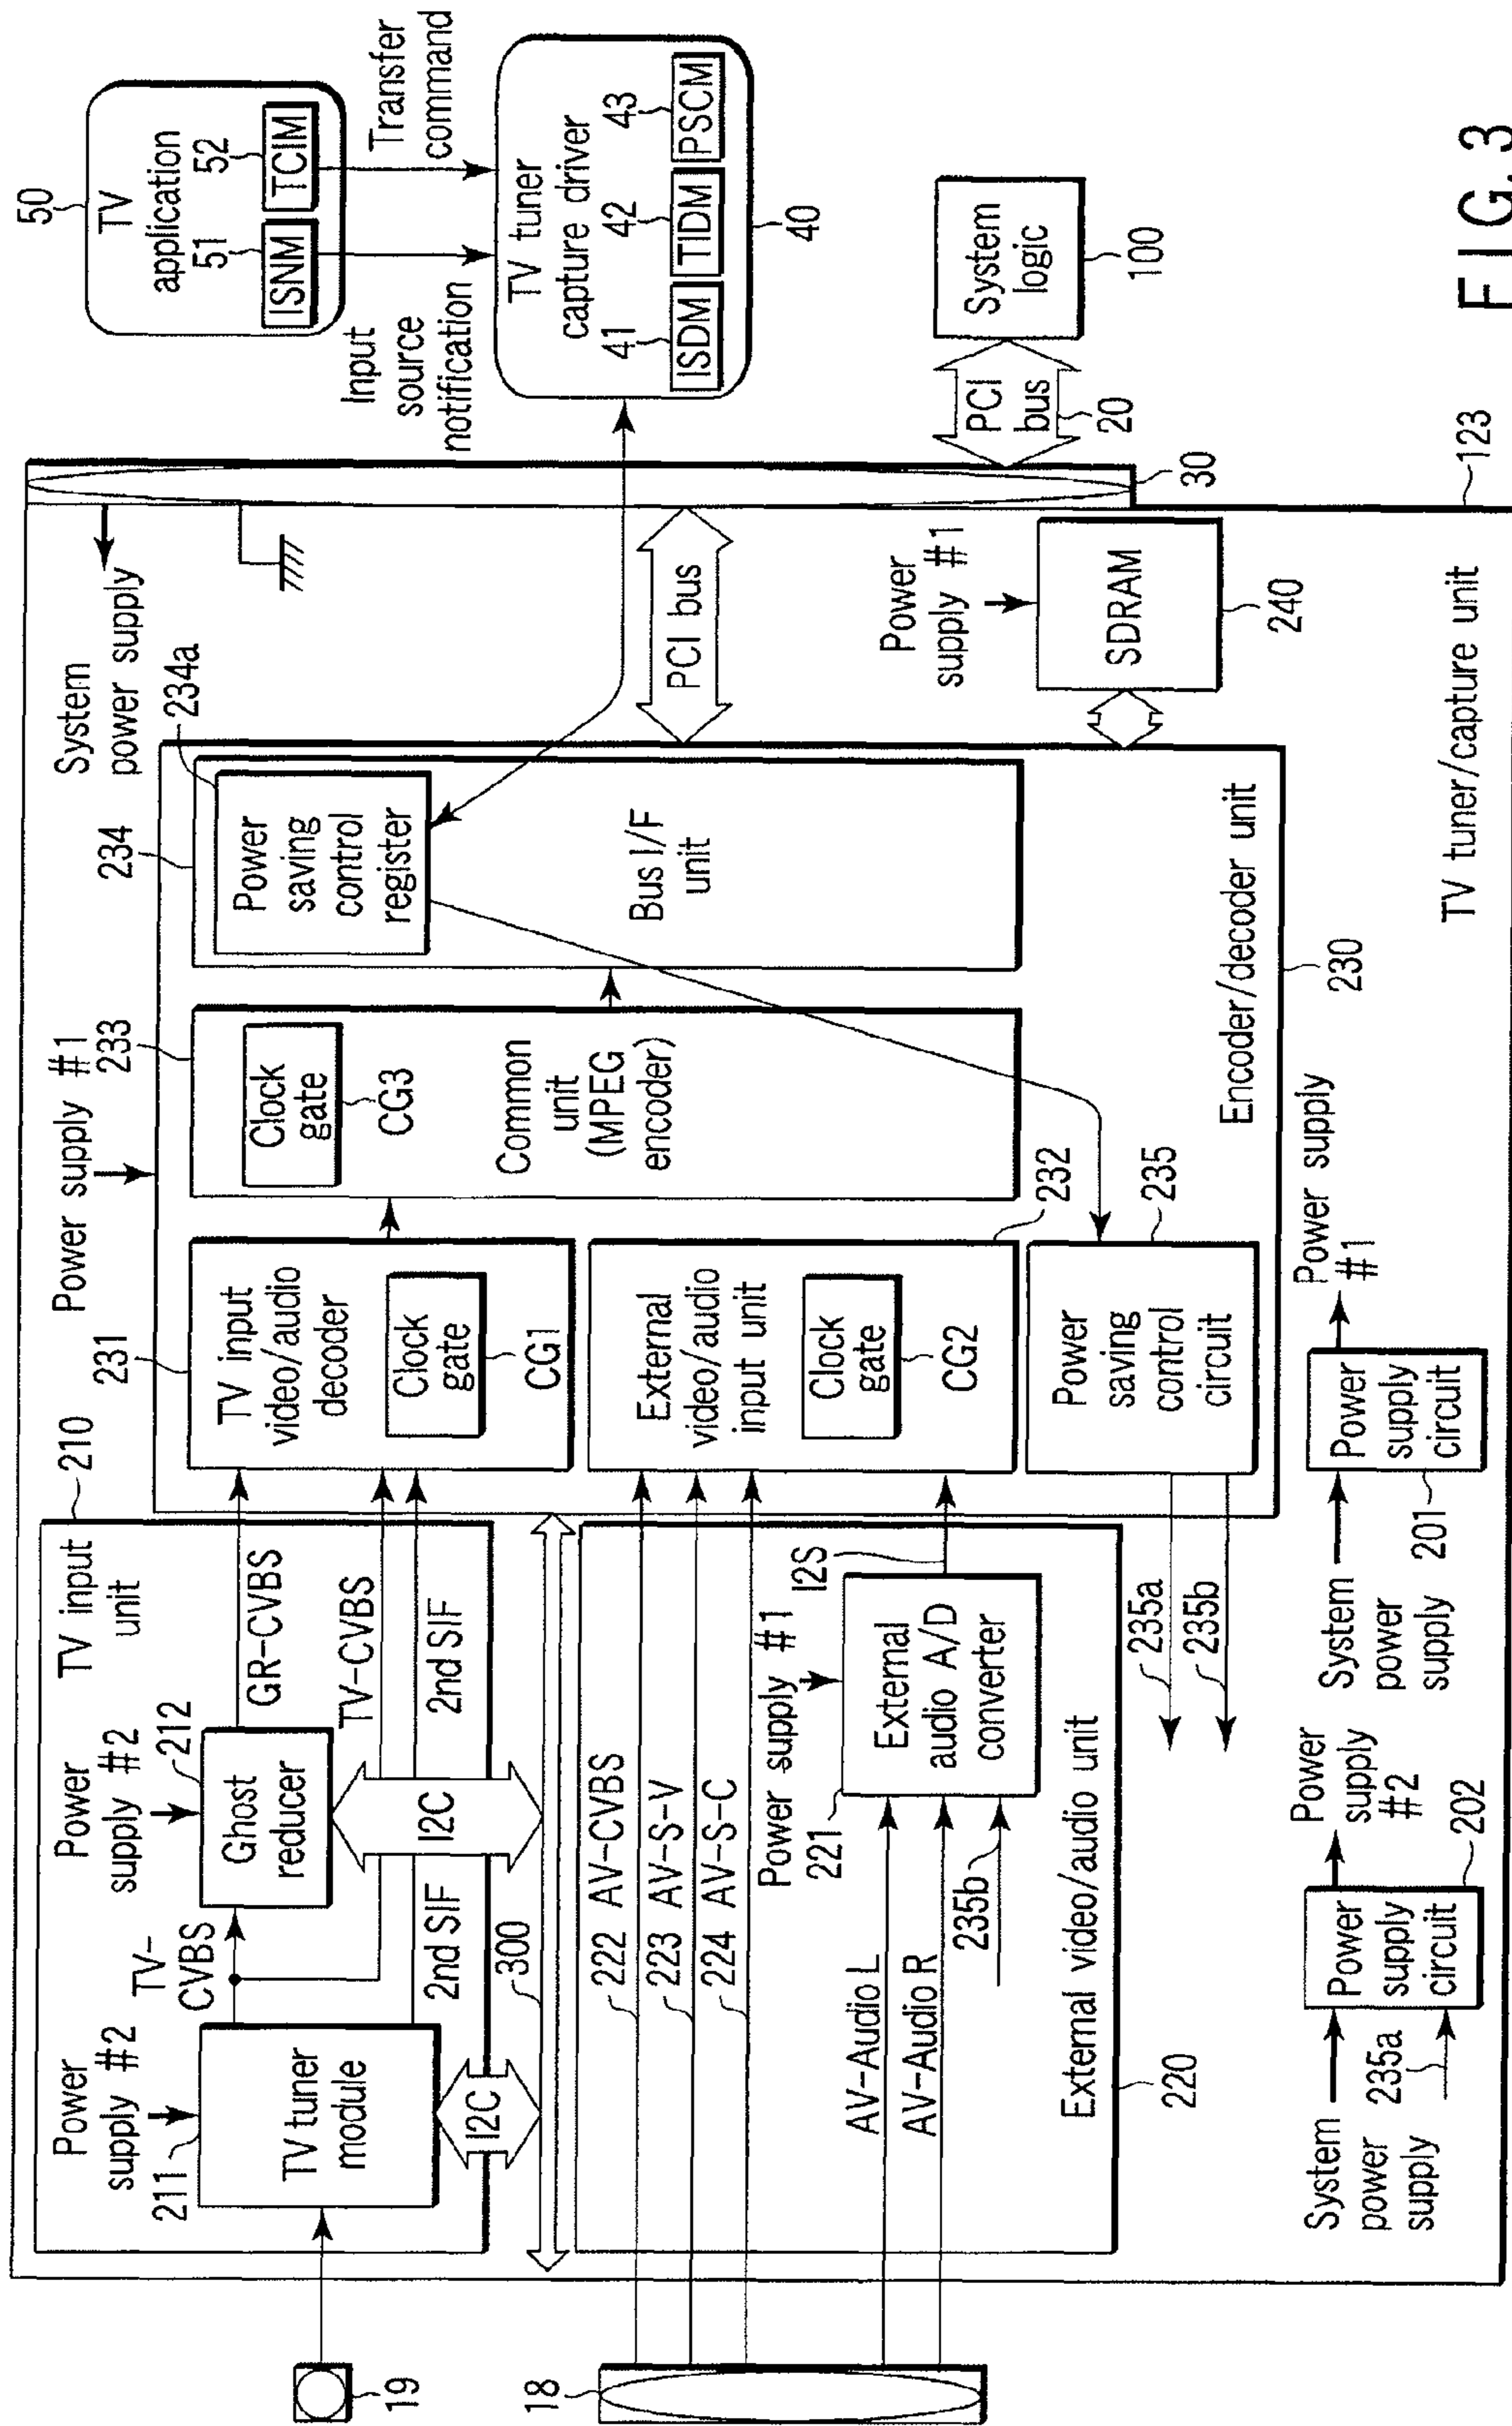 50
TV
application
51
52
ISNM
TCIM
Transfer
command
Input
source
notification
TV tuner
capture driver
41
42
43
ISDM
TIDM
PSCM
40
System
logic
100
PCI
bus
20
30
123
FIG. 3
System
power supply
234a
PCI bus
Power
supply #1
SDRAM
240
TV tuner/capture unit
Power supply #1
233
234
Power
saving
control
register
Bus I/F
unit
Clock
gate
CG3
Common
unit
(MPEG
encoder)
231
TV input
video/audio
decoder
Clock
gate
CG1
External
video/audio
input unit
Clock
gate
CG2
232
Power
saving
control
circuit
235
Encoder/decoder unit
230
210
TV input
unit
Power
supply #2
211
TV tuner
module
TV-
CVBS
Power
supply #2
212
Ghost
reducer
GR-CVBS
TV-CVBS
2nd SIF
2nd SIF
I2C
I2C
300
222
AV-CVBS
223
AV-S-V
224
AV-S-C
Power supply #1
221
External
audio A/D
converter
I2S
AV-Audio L
AV-Audio R
235b
External video/audio unit
220
235a
235b
19
18
System
power
supply
235a
Power
supply
circuit
202
Power
supply
#2
System
power
supply
201
Power
supply
circuit
Power supply
#1